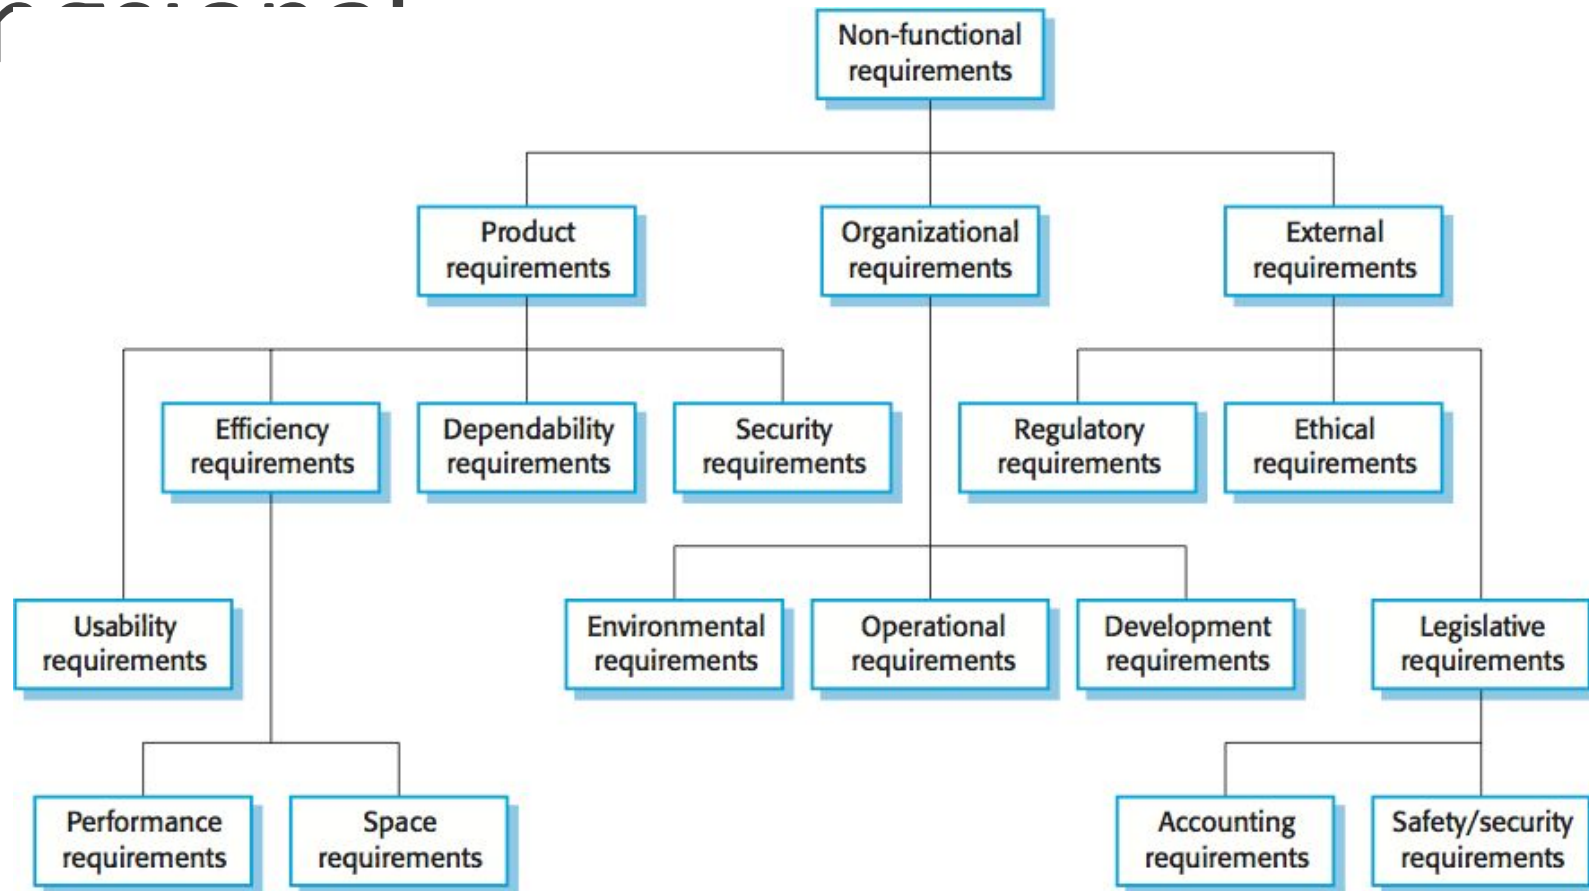 Non-functional
requirements
Product
requirements
Organizational
requirements
External
requirements
Efficiency
requirements
Dependability
requirements
Security
requirements
Regulatory
requirements
Ethical
requirements
Usability
requirements
Environmental
requirements
Operational
requirements
Development
requirements
Legislative
requirements
Performance
requirements
Space
requirements
Accounting
requirements
Safety/security
requirements